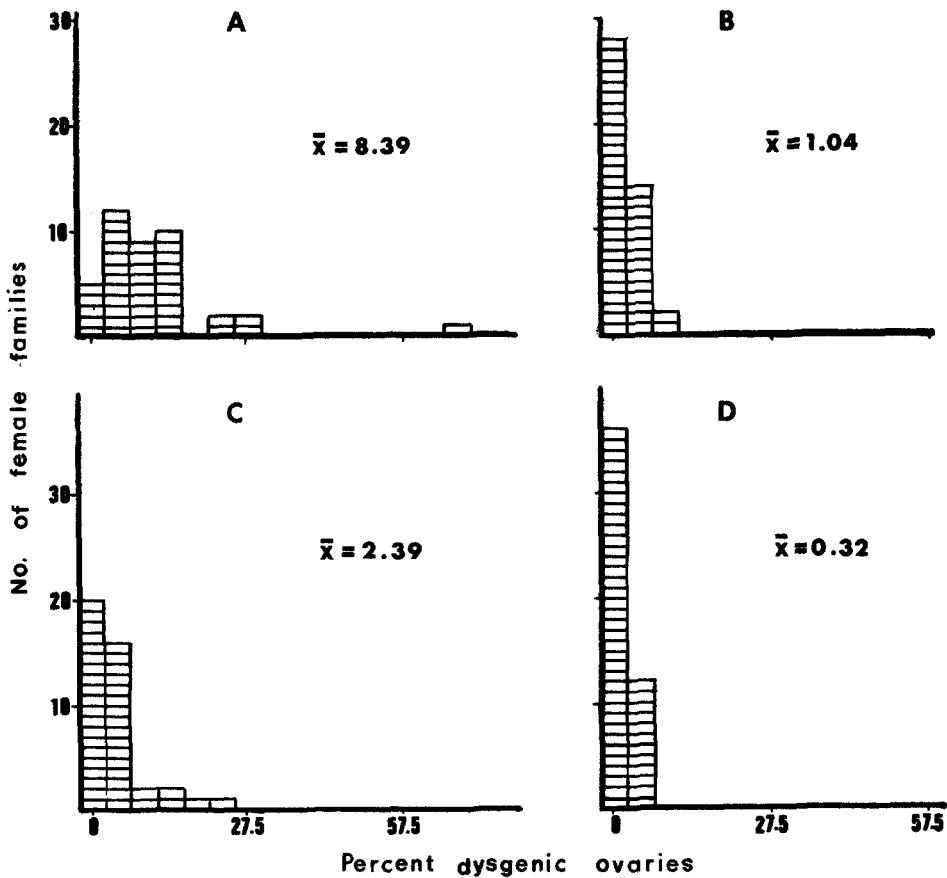 A
B
30
20
10
x̄ = 8.39
x̄ = 1.04
C
D
30
20
10
x̄ = 2.39
x̄ = 0.32
0 27.5 57.5
0 27.5 57.5
No. of female families
Percent dysgenic ovaries